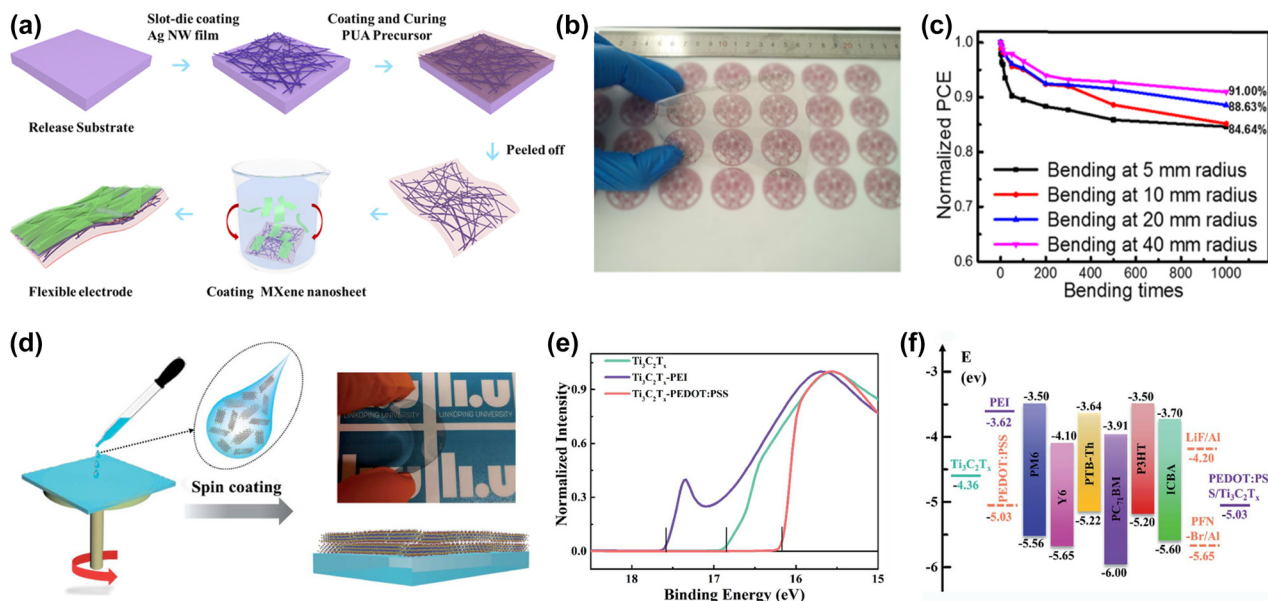 (a)
Slot-die coating
Ag NW film
Coating and Curing
PUA Precursor
Release Substrate
Peeled off
Flexible electrode
Coating MXene nanosheet
(b)
(c)
Normalized PCE
1.0
0.9
0.8
0.7
0.6
91.00%
88.63%
84.64%
Bending at 5 mm radius
Bending at 10 mm radius
Bending at 20 mm radius
Bending at 40 mm radius
0 200 400 600 800 1000
Bending times
(d)
Spin coating
LINKÖPING UNIVERSITY
(e)
Normalized Intensity
0.9
0.6
0.3
0.0
Ti₃C₂Tₓ
Ti₃C₂Tₓ-PEI
Ti₃C₂Tₓ-PEDOT:PSS
18 17 16 15
Binding Energy (eV)
(f)
E
(ev)
-3
-4
-5
-6
PEI
-3.62
Ti₃C₂Tₓ
-4.36
PEDOT:PSS
-5.03
-3.50
PM6
-5.56
-4.10
Y6
-5.65
-3.64
PTB-Th
-5.22
-3.91
PC₇₁BM
-6.00
-3.50
P3HT
-5.20
-3.70
ICBA
-5.60
LiF/Al
-4.20
PEDOT:PS
S/Ti₃C₂Tₓ
-5.03
PFN
-Br/Al
-5.65